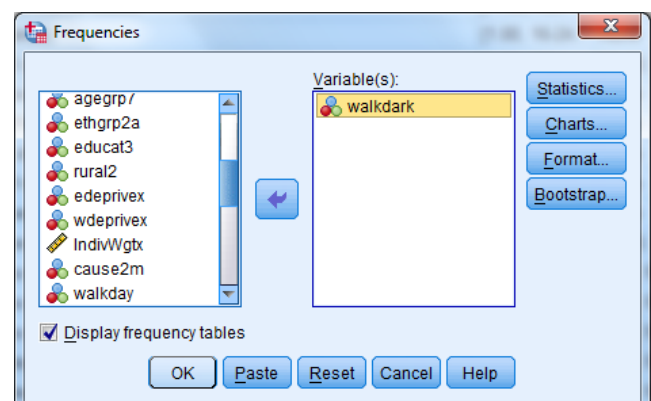 Frequencies
agegrp7
ethgrp2a
educat3
rural2
edeprivex
wdeprivex
IndivWgtx
cause2m
walkday
Variable(s):
walkdark
Statistics...
Charts...
Format...
Bootstrap...
Display frequency tables
OK Paste Reset Cancel Help